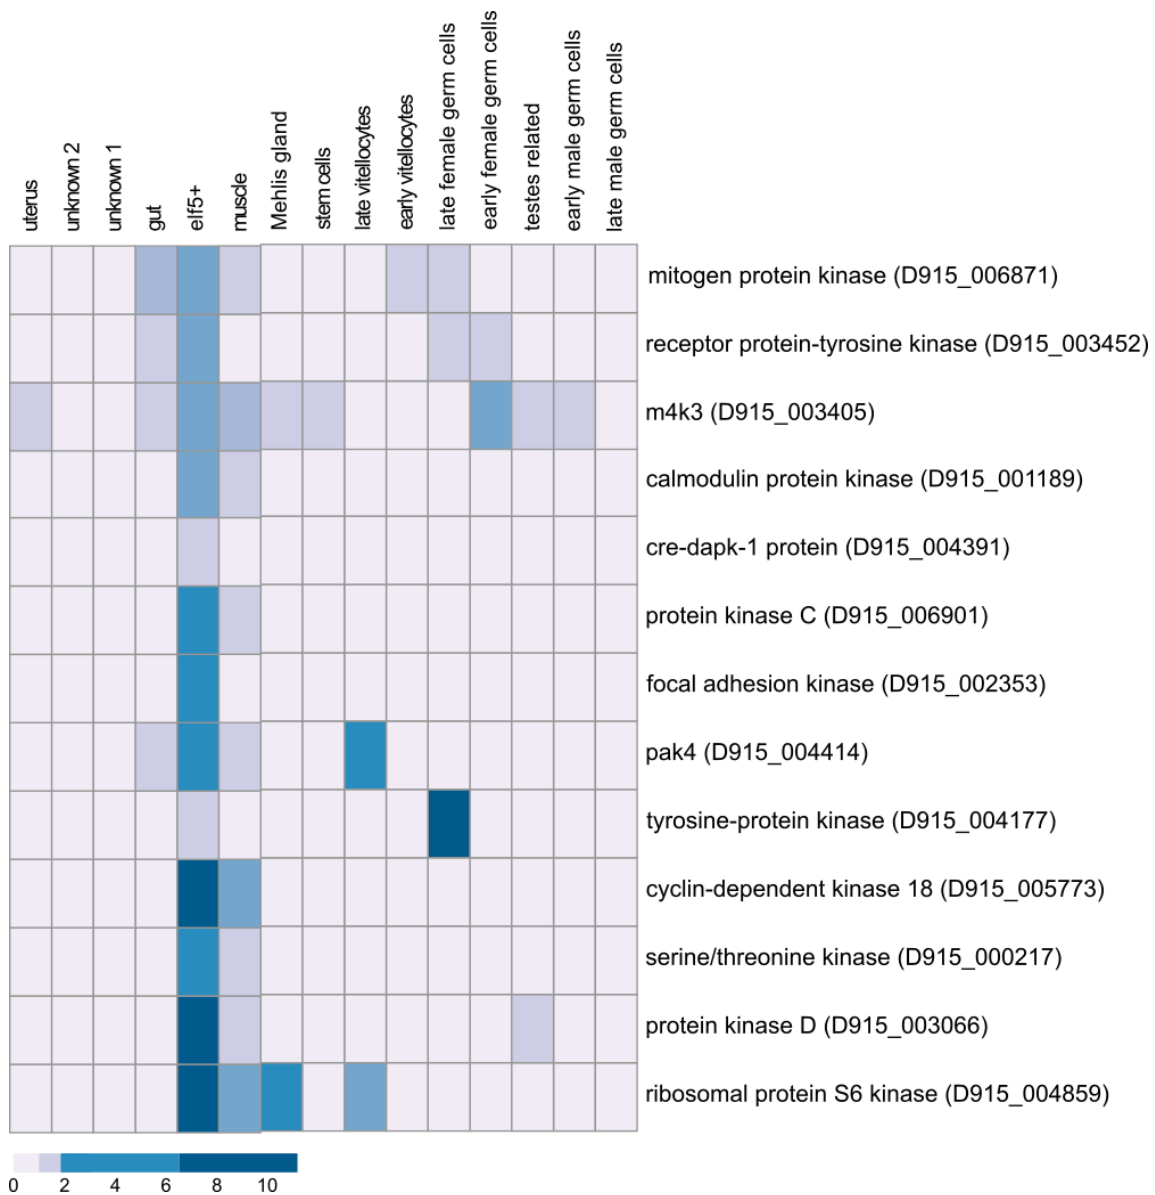 uterus
unknown 2
unknown 1
gut
elf5+
muscle
Mehlis gland
stem cells
late vitellocytes
early vitellocytes
late female germ cells
early female germ cells
testes related
early male germ cells
late male germ cells
mitogen protein kinase (D915_006871)
receptor protein-tyrosine kinase (D915_003452)
m4k3 (D915_003405)
calmodulin protein kinase (D915_001189)
cre-dapk-1 protein (D915_004391)
protein kinase C (D915_006901)
focal adhesion kinase (D915_002353)
pak4 (D915_004414)
tyrosine-protein kinase (D915_004177)
cyclin-dependent kinase 18 (D915_005773)
serine/threonine kinase (D915_000217)
protein kinase D (D915_003066)
ribosomal protein S6 kinase (D915_004859)
0 2 4 6 8 10